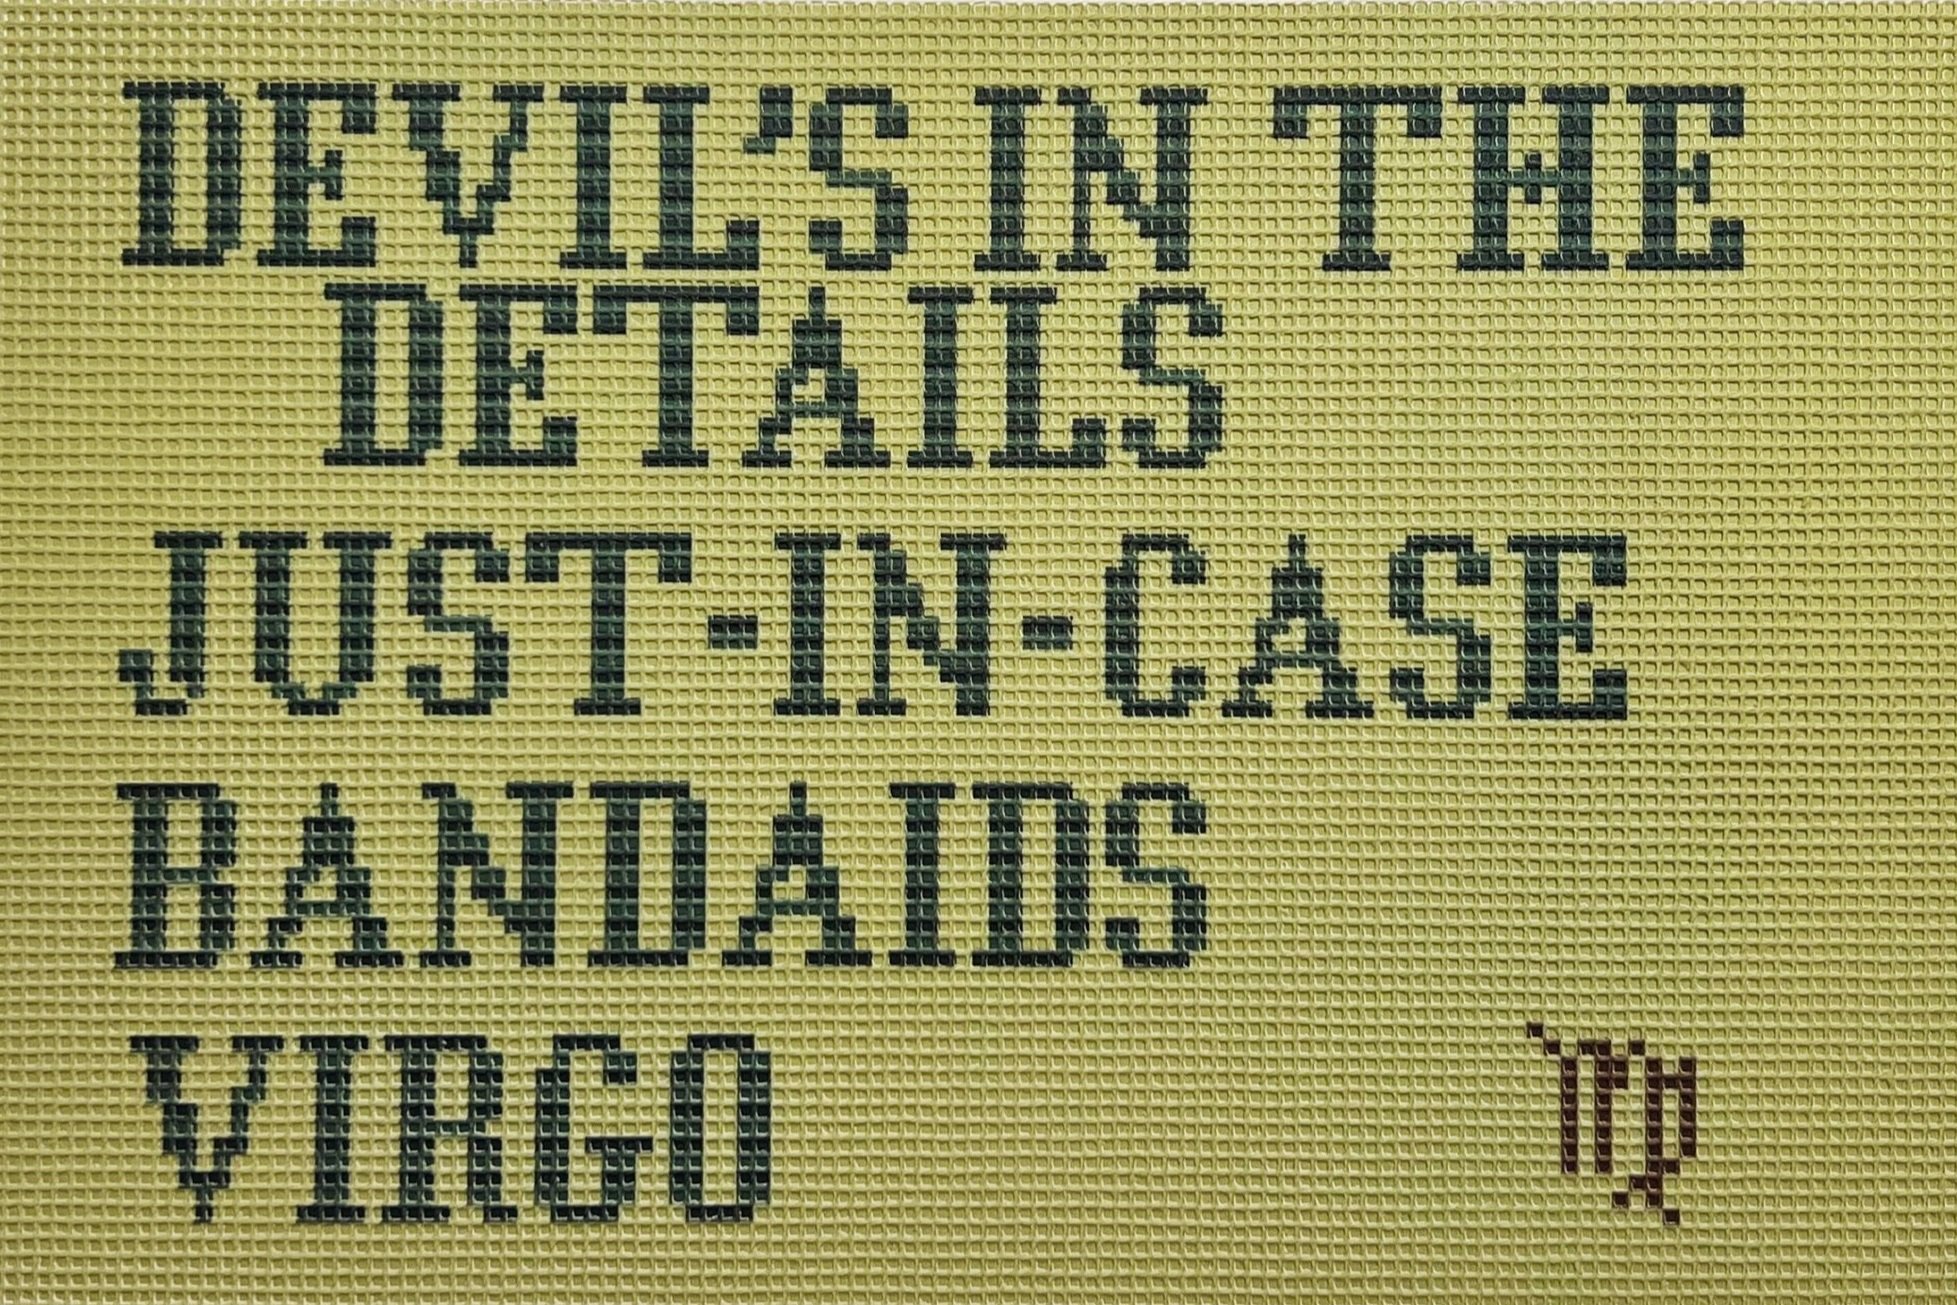 DEVIL'S IN THE
DETAILS
JUST-IN-CASE
BANDAIDS
VIRGO